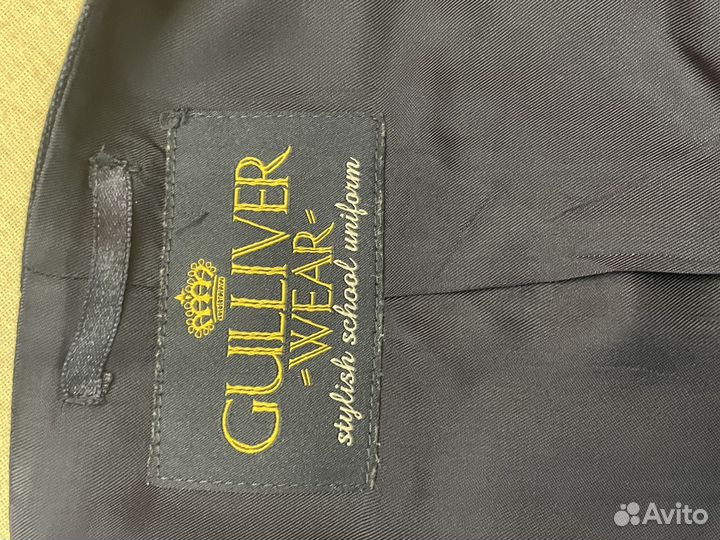 GULLIVER
=WEAR=
stylish school uniform
Avito